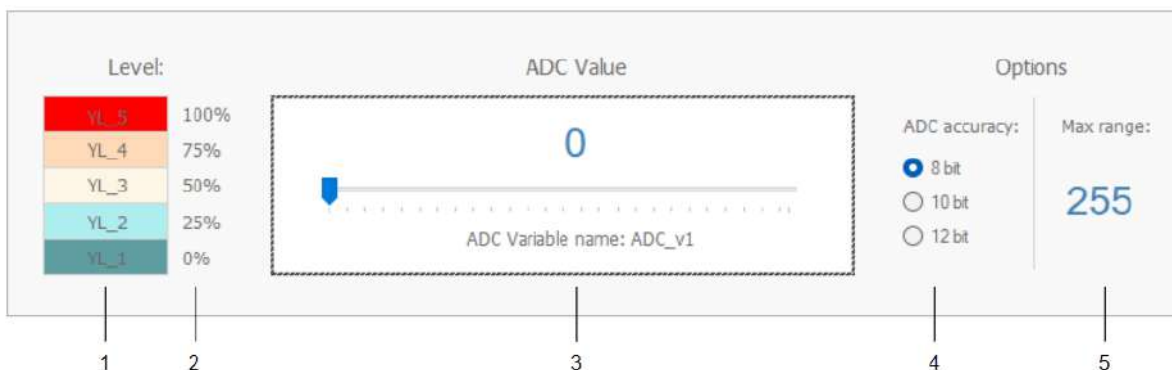 Level:
YL_5 100%
YL_4 75%
YL_3 50%
YL_2 25%
YL_1 0%
ADC Value
0
ADC Variable name: ADC_v1
Options
ADC accuracy:
8 bit
10 bit
12 bit
Max range:
255
1 2 3 4 5